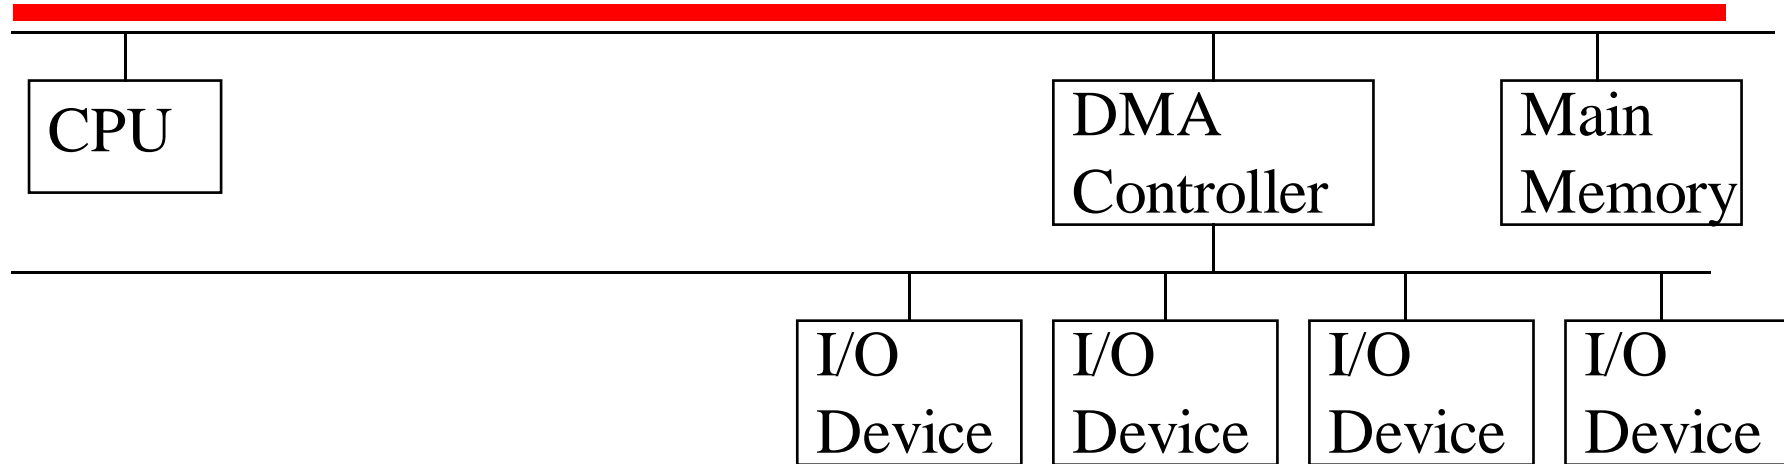 CPU
DMA
Controller
Main
Memory
I/O
Device
I/O
Device
I/O
Device
I/O
Device